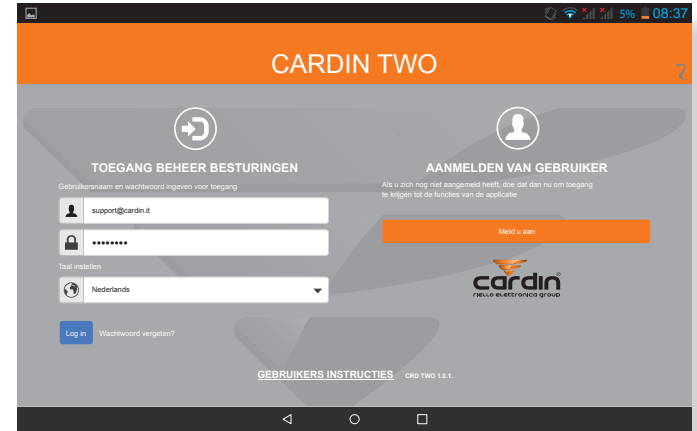 5% 08:37
CARDIN TWO
TOEGANG BEHEER BESTURINGEN
Gebruikersnaam en wachtwoord ingeven voor toegang
support@cardin.it
••••••••
Taal instellen
Nederlands
Log in Wachtwoord vergeten?
AANMELDEN VAN GEBRUIKER
Als u zich nog niet aangemeld heeft, doe dat dan nu om toegang
te krijgen tot de functies van de applicatie
Meld u aan
cardin
riello elettronica group
GEBRUIKERS INSTRUCTIES CRD TWO 1.0.1.